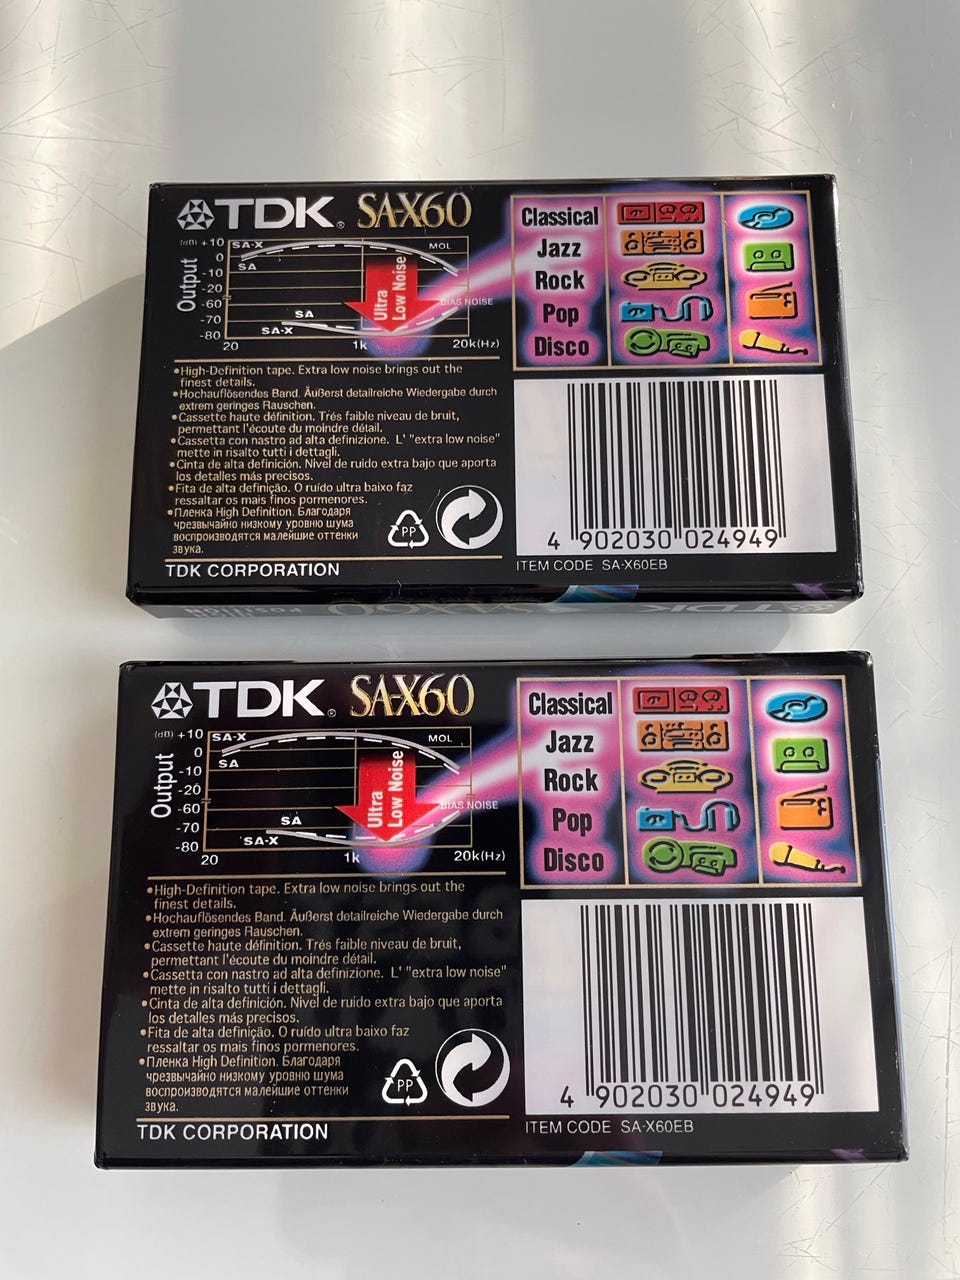 TDK® SA-X60
(dB) +10
0
-10
-20
-60
-70
-80
Output
SA-X
SA
MOL
Ultra
Low Noise
BIAS NOISE
SA
SA-X
20 1k 20k(Hz)
Classical
Jazz
Rock
Pop
Disco
•High-Definition tape. Extra low noise brings out the
finest details.
•Hochauflösendes Band. Äußerst detailreiche Wiedergabe durch
extrem geringes Rauschen.
•Cassette haute définition. Trés faible niveau de bruit,
permettant l'écoute du moindre détail.
•Cassetta con nastro ad alta definizione. L' "extra low noise"
mette in risalto tutti i dettagli.
•Cinta de alta definición. Nivel de ruido extra bajo que aporta
los detalles más precisos.
•Fita de alta definição. O ruído ultra baixo faz
ressaltar os mais finos pormenores.
•Пленка High Definition. Благодаря
чрезвычайно низкому уровню шума
воспроизводятся малейшие оттенки
звука.
PP
TDK CORPORATION
4 902030 024949
ITEM CODE SA-X60EB
TDK SA-X60
POSITION
TDK® SA-X60
(dB) +10
0
-10
-20
-60
-70
-80
Output
SA-X
SA
MOL
Ultra
Low Noise
BIAS NOISE
SA
SA-X
20 1k 20k(Hz)
Classical
Jazz
Rock
Pop
Disco
•High-Definition tape. Extra low noise brings out the
finest details.
•Hochauflösendes Band. Äußerst detailreiche Wiedergabe durch
extrem geringes Rauschen.
•Cassette haute définition. Trés faible niveau de bruit,
permettant l'écoute du moindre détail.
•Cassetta con nastro ad alta definizione. L' "extra low noise"
mette in risalto tutti i dettagli.
•Cinta de alta definición. Nivel de ruido extra bajo que aporta
los detalles más precisos.
•Fita de alta definição. O ruído ultra baixo faz
ressaltar os mais finos pormenores.
•Пленка High Definition. Благодаря
чрезвычайно низкому уровню шума
воспроизводятся малейшие оттенки
звука.
PP
TDK CORPORATION
4 902030 024949
ITEM CODE SA-X60EB